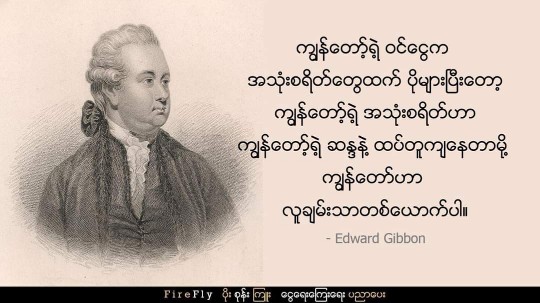 ကျွန်တော့်ရဲ့ ဝင်ငွေက
အသုံးစရိတ်တွေထက် ပိုများပြီးတော့
ကျွန်တော့်ရဲ့ အသုံးစရိတ်ဟာ
ကျွန်တော့်ရဲ့ ဆန္ဒနဲ့ ထပ်တူကျနေတာမို့
ကျွန်တော်ဟာ
လူချမ်းသာတစ်ယောက်ပါ။
- Edward Gibbon
FireFly ပိုး စုန်း ကြူး ငွေရေးကြေးရေး ပညာပေး